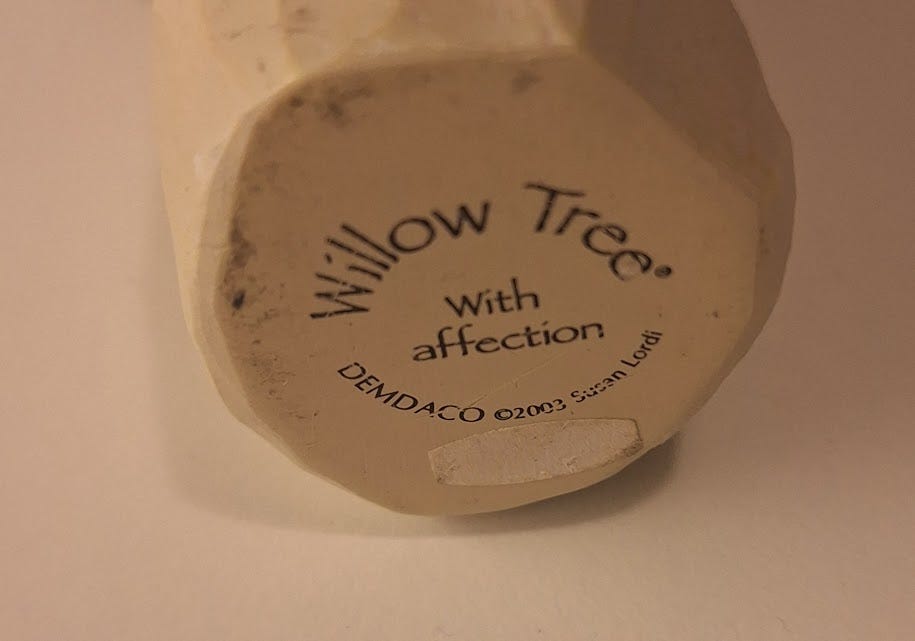 Willow Tree®
With
affection
DEMDACO ©2003 Susan Lordi